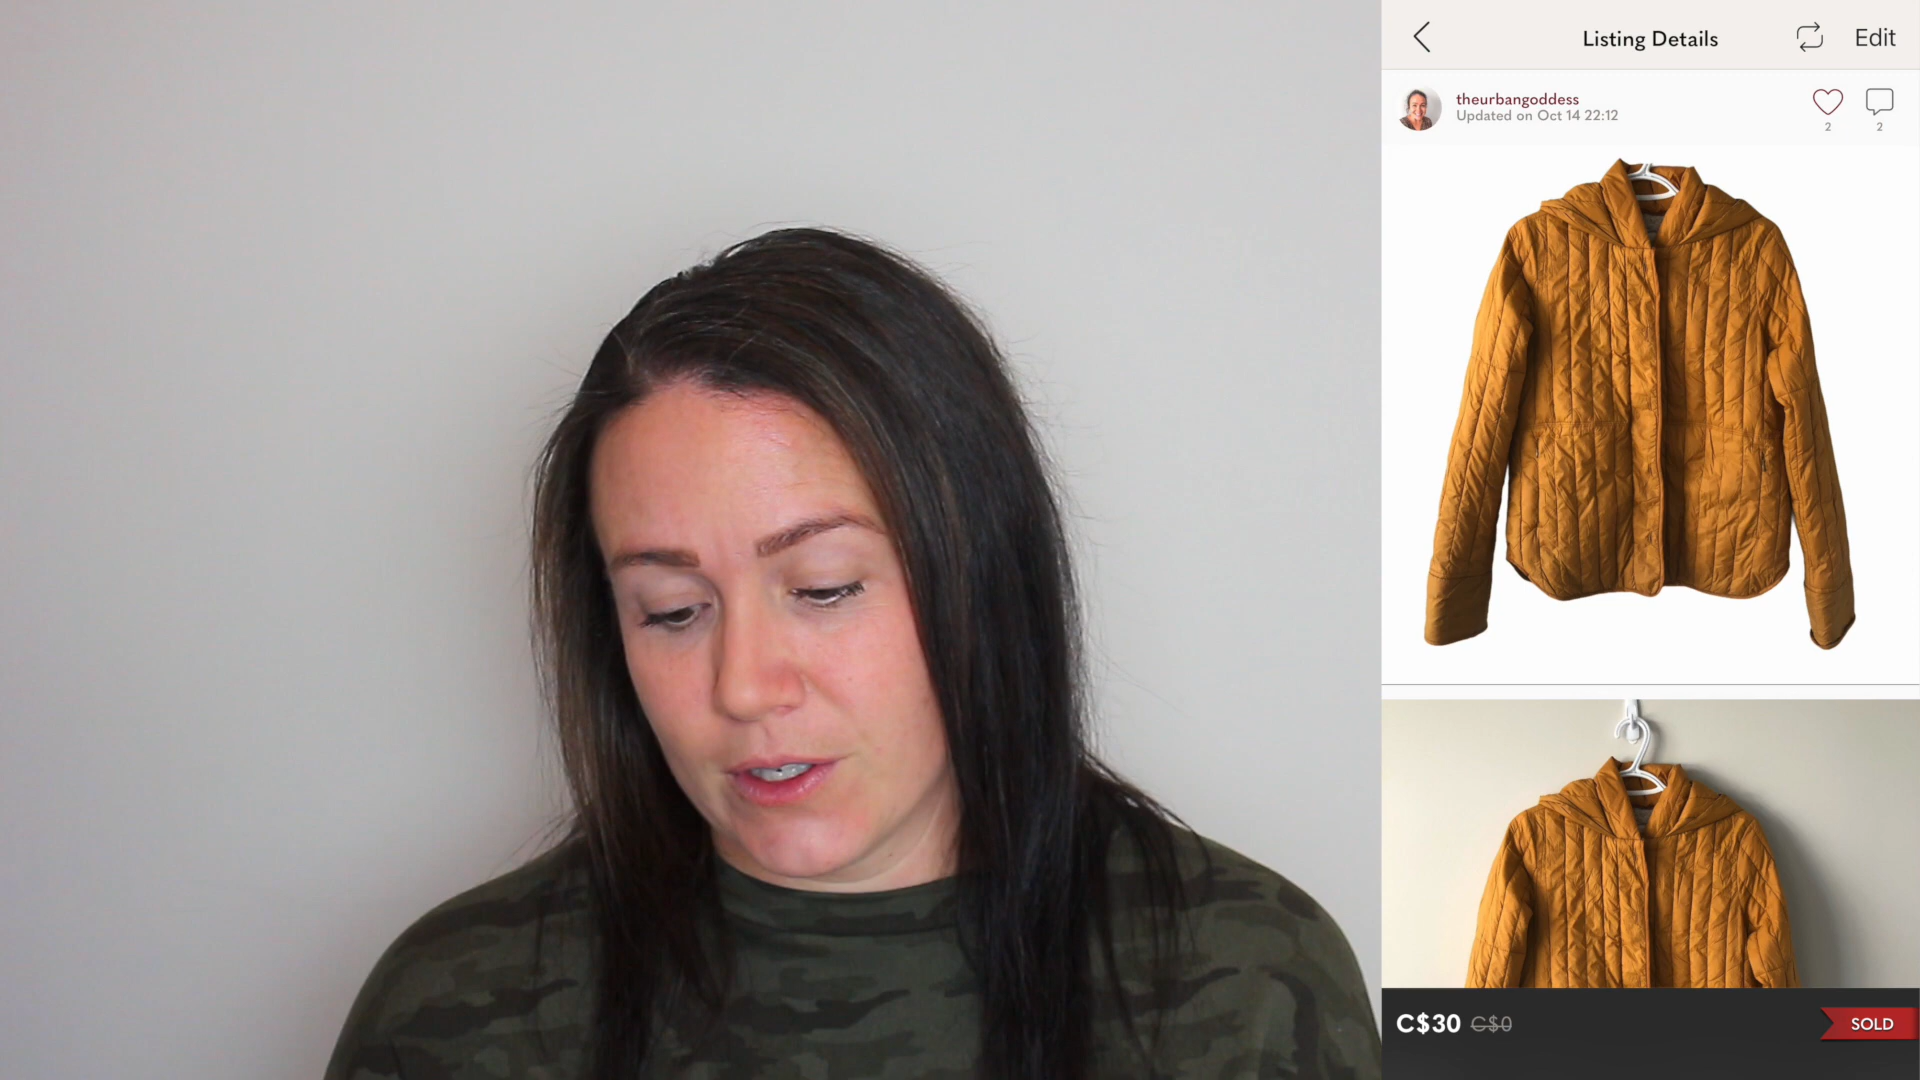 Listing Details
Edit
theurbangoddess
Updated on Oct 14 22:12
2
2
C$30 C$0
SOLD